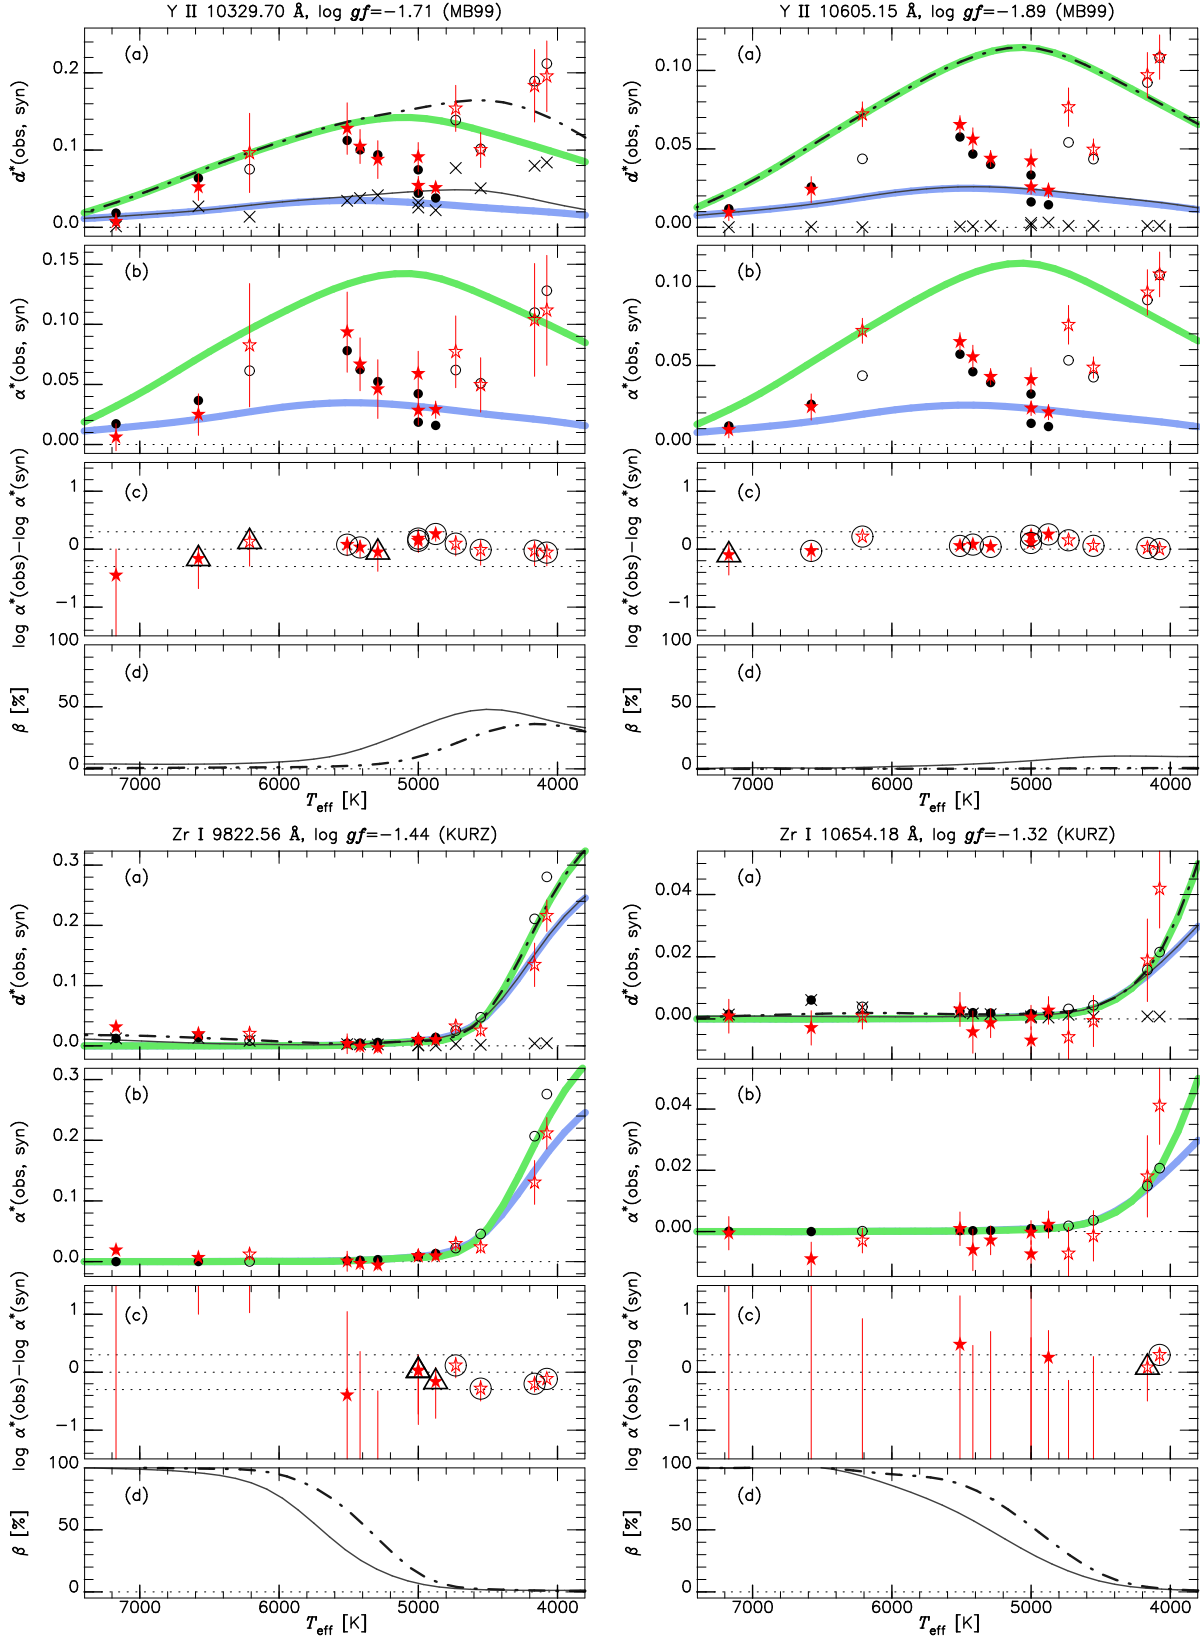 Y II 10329.70 Å, log gf=−1.71 (MB99)
(a)
0.2
0.1
0.00
d*(obs, syn)
(b)
0.15
0.10
0.05
0.00
α*(obs, syn)
(c)
1
0
−1
log α*(obs)−log α*(syn)
(d)
100
50
0
β [%]
7000 6000 5000 4000
Teff [K]
Y II 10605.15 Å, log gf=−1.89 (MB99)
(a)
0.10
0.05
0.00
d*(obs, syn)
(b)
0.10
0.05
0.00
α*(obs, syn)
(c)
1
0
−1
log α*(obs)−log α*(syn)
(d)
100
50
0
β [%]
7000 6000 5000 4000
Teff [K]
Zr I 9822.56 Å, log gf=−1.44 (KURZ)
(a)
0.3
0.2
0.1
0.0
d*(obs, syn)
(b)
0.3
0.2
0.1
0.0
α*(obs, syn)
(c)
1
0
−1
log α*(obs)−log α*(syn)
(d)
100
50
0
β [%]
7000 6000 5000 4000
Teff [K]
Zr I 10654.18 Å, log gf=−1.32 (KURZ)
(a)
0.04
0.02
0.00
d*(obs, syn)
(b)
0.04
0.02
0.00
α*(obs, syn)
(c)
1
0
−1
log α*(obs)−log α*(syn)
(d)
100
50
0
β [%]
7000 6000 5000 4000
Teff [K]